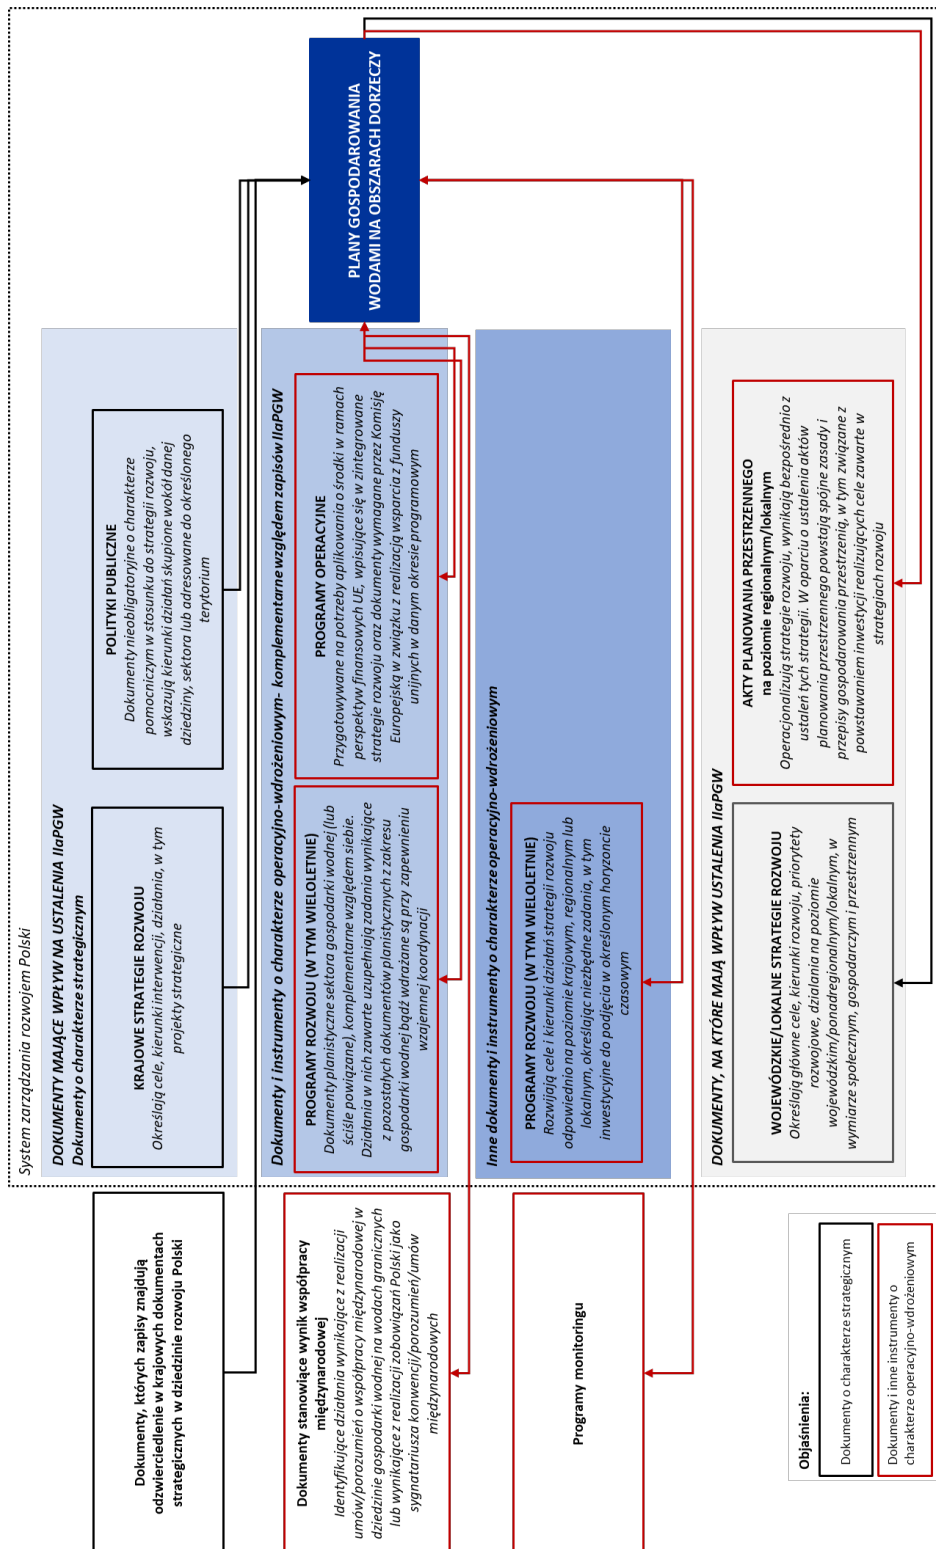 System zarządzania rozwojem Polski
DOKUMENTY MAJĄCE WPŁYW NA USTALENIA IIaPGW
Dokumenty o charakterze strategicznym
Dokumenty, których zapisy znajdują
odzwierciedlenie w krajowych dokumentach
strategicznych w dziedzinie rozwoju Polski
KRAJOWE STRATEGIE ROZWOJU
Określają cele, kierunki interwencji, działania, w tym
projekty strategiczne
POLITYKI PUBLICZNE
Dokumenty nieobligatoryjne o charakterze
pomocniczym w stosunku do strategii rozwoju,
wskazują kierunki działań skupione wokół danej
dziedziny, sektora lub adresowane do określonego
terytorium
PLANY GOSPODAROWANIA
WODAMI NA OBSZARACH DORZECZY
Dokumenty i instrumenty o charakterze operacyjno-wdrożeniowym- komplementarne względem zapisów IIaPGW
Dokumenty stanowiące wynik współpracy
międzynarodowej
Identyfikujące działania wynikające z realizacji
umów/porozumień o współpracy międzynarodowej w
dziedzinie gospodarki wodnej na wodach granicznych
lub wynikające z realizacji zobowiązań Polski jako
sygnatariusza konwencji/porozumień/umów
międzynarodowych
PROGRAMY ROZWOJU (W TYM WIELOLETNIE)
Dokumenty planistyczne sektora gospodarki wodnej (lub
ściśle powiązane), komplementarne względem siebie.
Działania w nich zawarte uzupełniają zadania wynikające
z pozostałych dokumentów planistycznych z zakresu
gospodarki wodnej bądź wdrażane są przy zapewnieniu
wzajemnej koordynacji
PROGRAMY OPERACYJNE
Przygotowywane na potrzeby aplikowania o środki w ramach
perspektyw finansowych UE, wpisujące się w zintegrowane
strategie rozwoju oraz dokumenty wymagane przez Komisję
Europejską w związku z realizacją wsparcia z funduszy
unijnych w danym okresie programowym
Inne dokumenty i instrumenty o charakterze operacyjno-wdrożeniowym
Programy monitoringu
PROGRAMY ROZWOJU (W TYM WIELOLETNIE)
Rozwijają cele i kierunki działań strategii rozwoju
odpowiednio na poziomie krajowym, regionalnym lub
lokalnym, określając niezbędne zadania, w tym
inwestycyjne do podjęcia w określonym horyzoncie
czasowym
DOKUMENTY, NA KTÓRE MAJĄ WPŁYW USTALENIA IIaPGW
WOJEWÓDZKIE/LOKALNE STRATEGIE ROZWOJU
Określają główne cele, kierunki rozwoju, priorytety
rozwojowe, działania na poziomie
wojewódzkim/ponadregionalnym/lokalnym, w
wymiarze społecznym, gospodarczym i przestrzennym
AKTY PLANOWANIA PRZESTRZENNEGO
na poziomie regionalnym/lokalnym
Operacjonalizują strategie rozwoju, wynikają bezpośrednio z
ustaleń tych strategii. W oparciu o ustalenia aktów
planowania przestrzennego powstają spójne zasady i
przepisy gospodarowania przestrzenią, w tym związane z
powstawaniem inwestycji realizujących cele zawarte w
strategiach rozwoju
Objaśnienia:
Dokumenty o charakterze strategicznym
Dokumenty i inne instrumenty o
charakterze operacyjno-wdrożeniowym